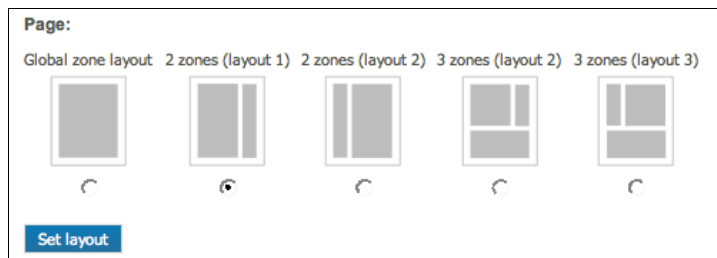 Page:
Global zone layout 2 zones (layout 1) 2 zones (layout 2) 3 zones (layout 2) 3 zones (layout 3)
Set layout